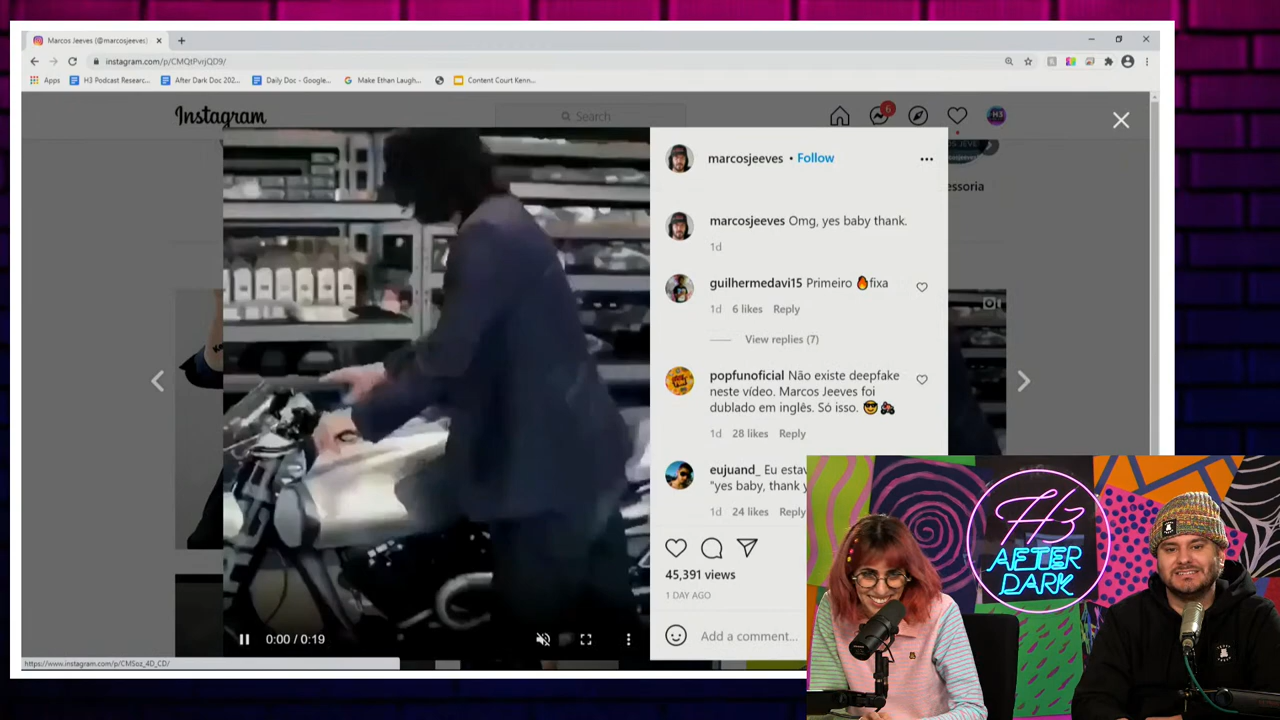 Marcos Jeeves (@marcosjeeves)
instagram.com/p/CMQtPvrjQD9/
Apps
H3 Podcast Researc...
After Dark Doc 202...
Daily Doc - Google...
Make Ethan Laugh...
Content Court Kenn...
Instagram
Search
6
H3
essoria
marcosjeeves • Follow
marcosjeeves Omg, yes baby thank.
1d
guilhermedavi15 Primeiro 🔥fixa
1d 6 likes Reply
View replies (7)
popfunoficial Não existe deepfake
neste vídeo. Marcos Jeeves foi
dublado em inglês. Só isso. 😎🏍
1d 28 likes Reply
eujuand_ Eu estav
"yes baby, thank y
1d 24 likes Reply
45,391 views
1 DAY AGO
Add a comment...
0:00 / 0:19
https://www.instagram.com/p/CMSoz_4D_CD/
H3
AFTER
DARK